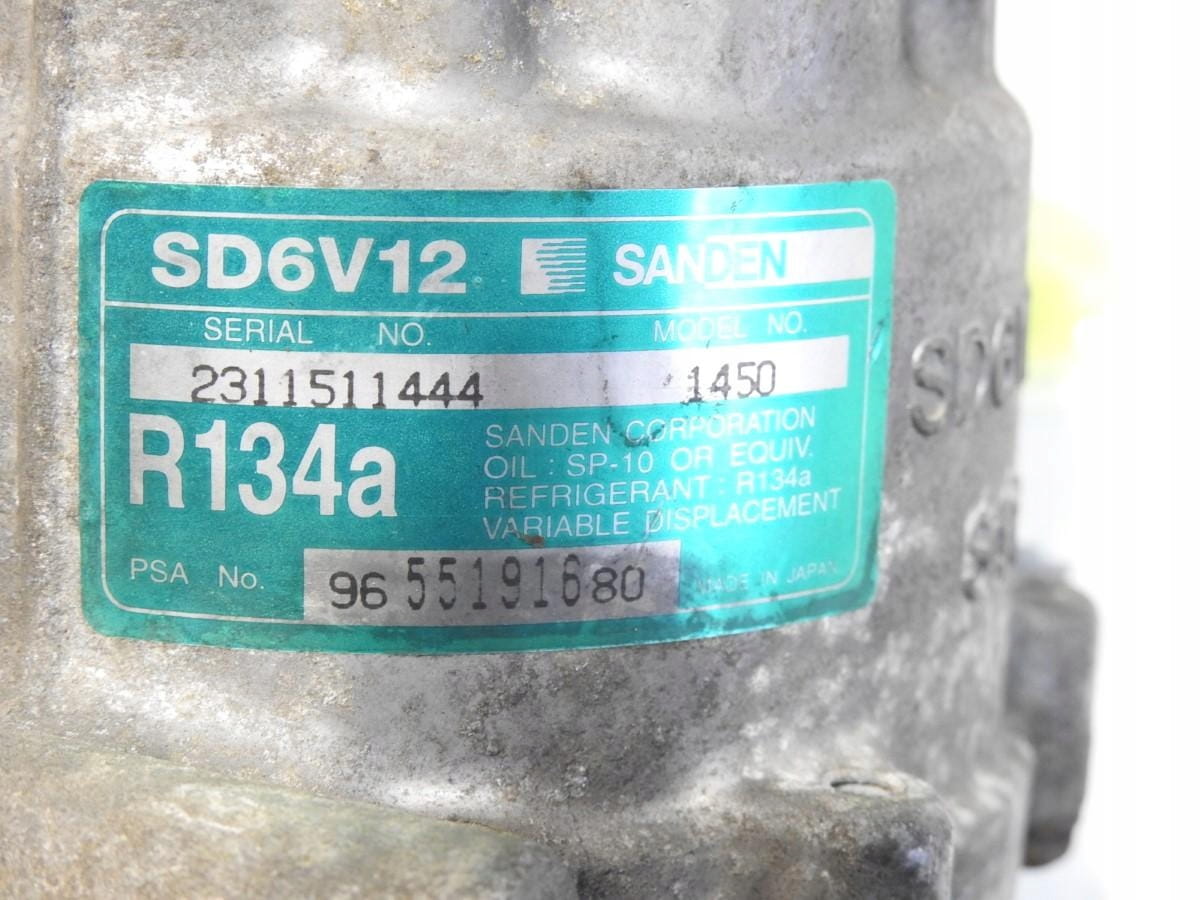 SD6V12 SANDEN
SERIAL NO. MODEL NO.
2311511444 1450
R134a
SANDEN CORPORATION
OIL : SP-10 OR EQUIV.
REFRIGERANT : R134a
VARIABLE DISPLACEMENT
PSA No. 96 551916 80 MADE IN JAPAN
SD6